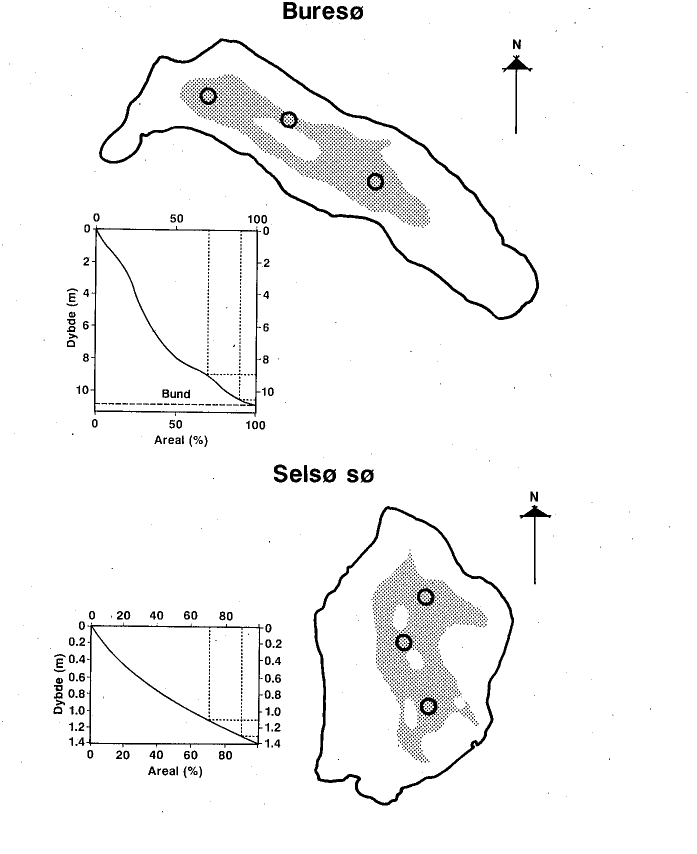 Buresø
N
0 50 100
0 0
2 2
4 4
6 6
8 8
10 10
Dybde (m)
Bund
0 50 100
Areal (%)
Selsø sø
N
0 20 40 60 80
0 0
0.2 0.2
0.4 0.4
0.6 0.6
0.8 0.8
1.0 1.0
1.2 1.2
1.4 1.4
Dybde (m)
0 20 40 60 80
Areal (%)